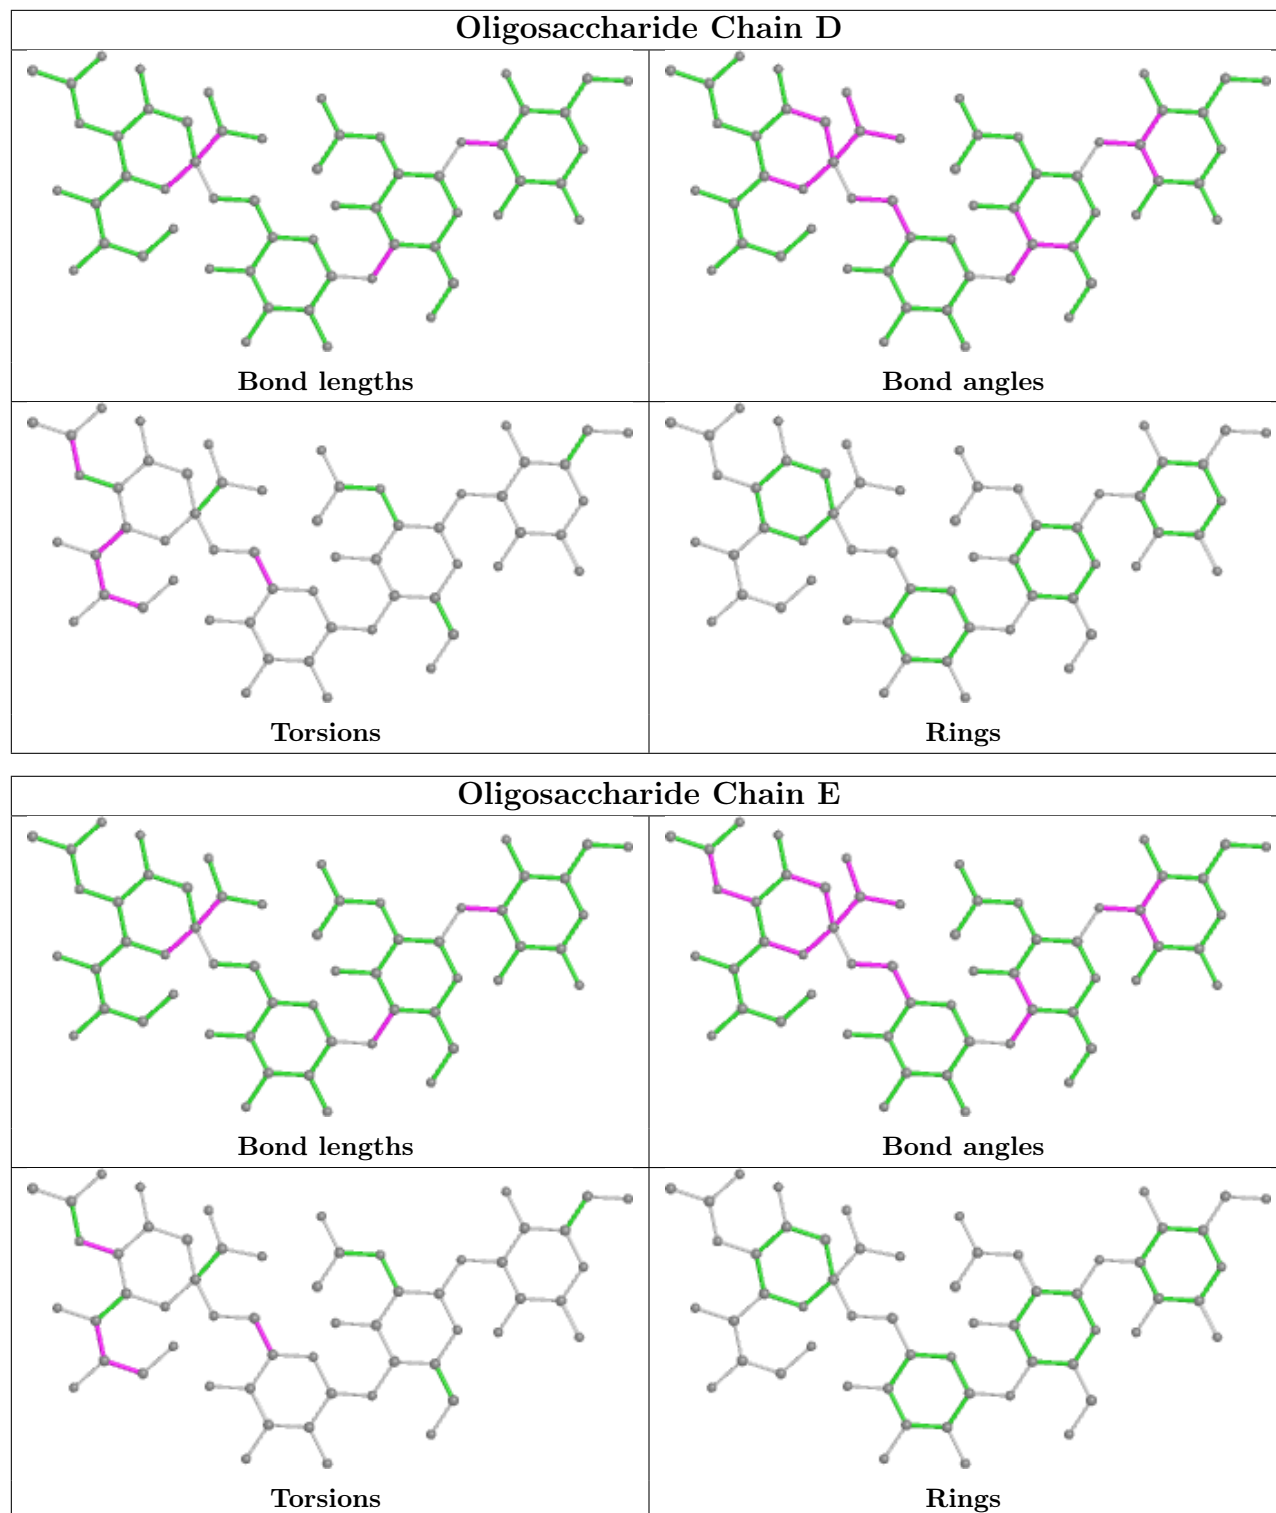 Oligosaccharide Chain D
Bond lengths
Bond angles
Torsions
Rings
Oligosaccharide Chain E
Bond lengths
Bond angles
Torsions
Rings